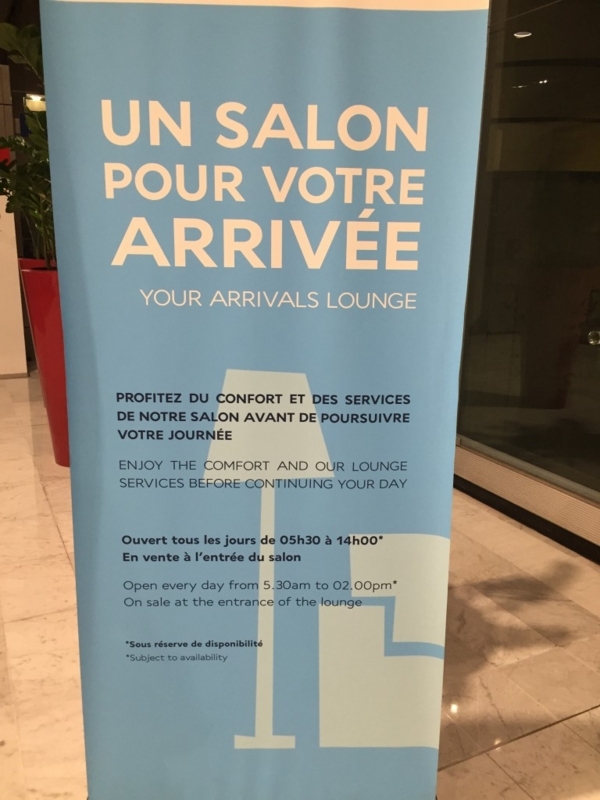 UN SALON
POUR VOTRE
ARRIVÉE
YOUR ARRIVALS LOUNGE
PROFITEZ DU CONFORT ET DES SERVICES
DE NOTRE SALON AVANT DE POURSUIVRE
VOTRE JOURNÉE
ENJOY THE COMFORT AND OUR LOUNGE
SERVICES BEFORE CONTINUING YOUR DAY
Ouvert tous les jours de 05h30 à 14h00*
En vente à l'entrée du salon
Open every day from 5.30am to 02.00pm*
On sale at the entrance of the lounge
*Sous réserve de disponibilité
*Subject to availability